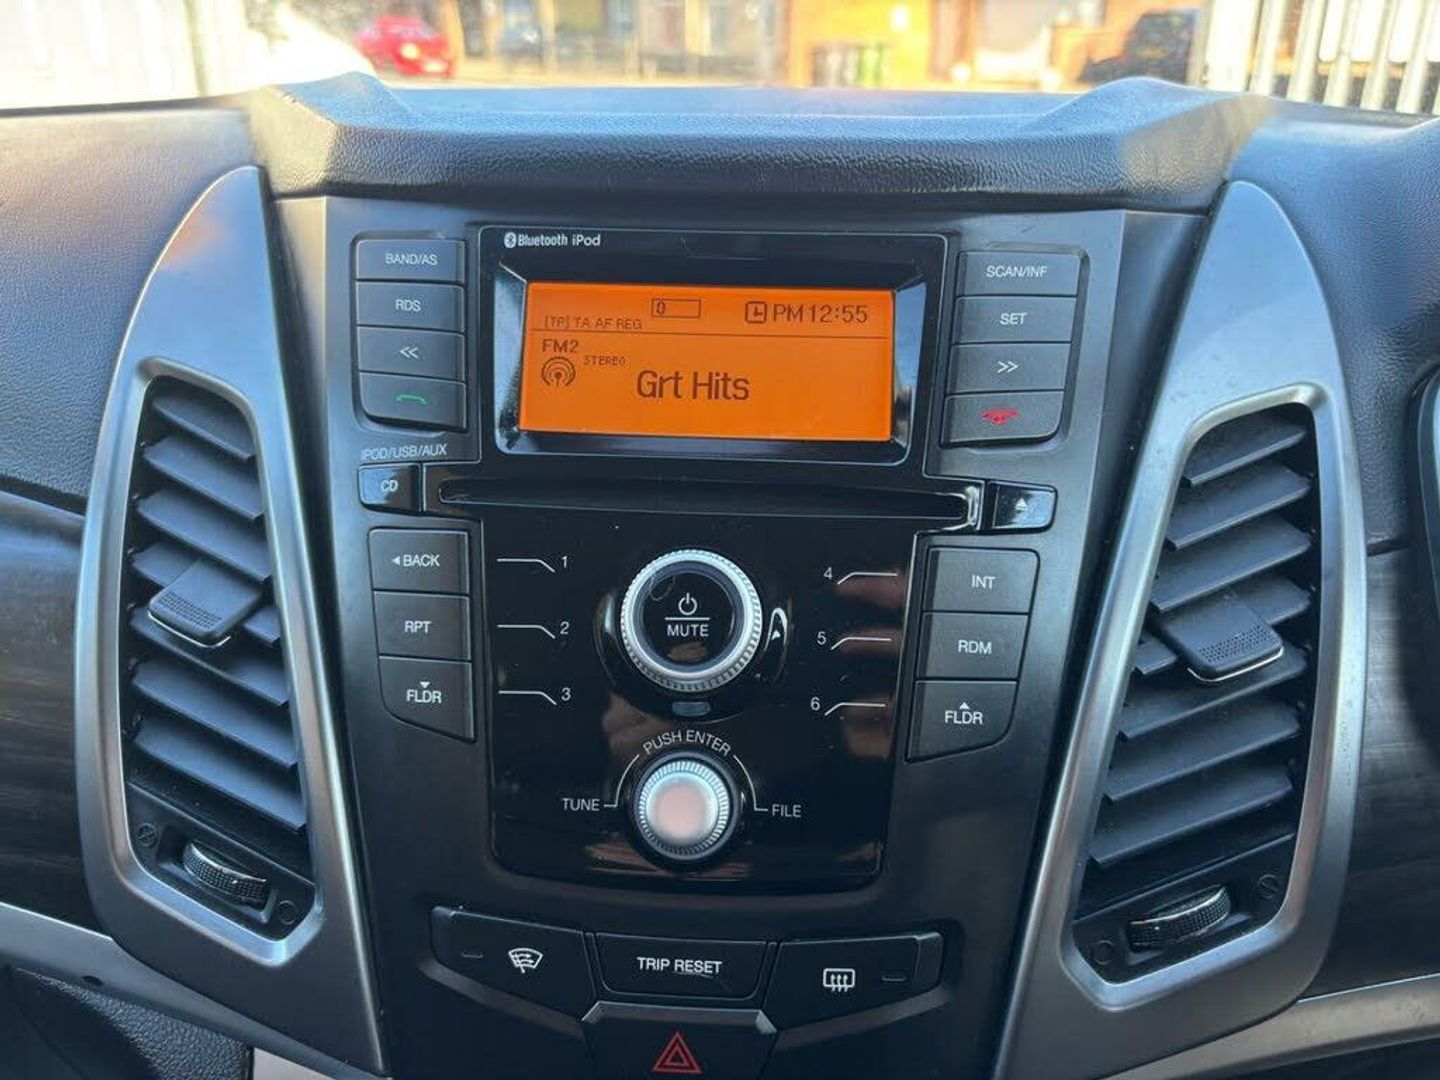 Bluetooth iPod
BAND/AS
RDS
<<
0
PM 12:55
[TP] TA AF REG
FM2
STEREO
Grt Hits
SCAN/INF
SET
>>
IPOD/USB/AUX
CD
◂BACK
RPT
FLDR
1
2
3
MUTE
4
5
6
INT
RDM
FLDR
PUSH ENTER
TUNE
FILE
TRIP RESET